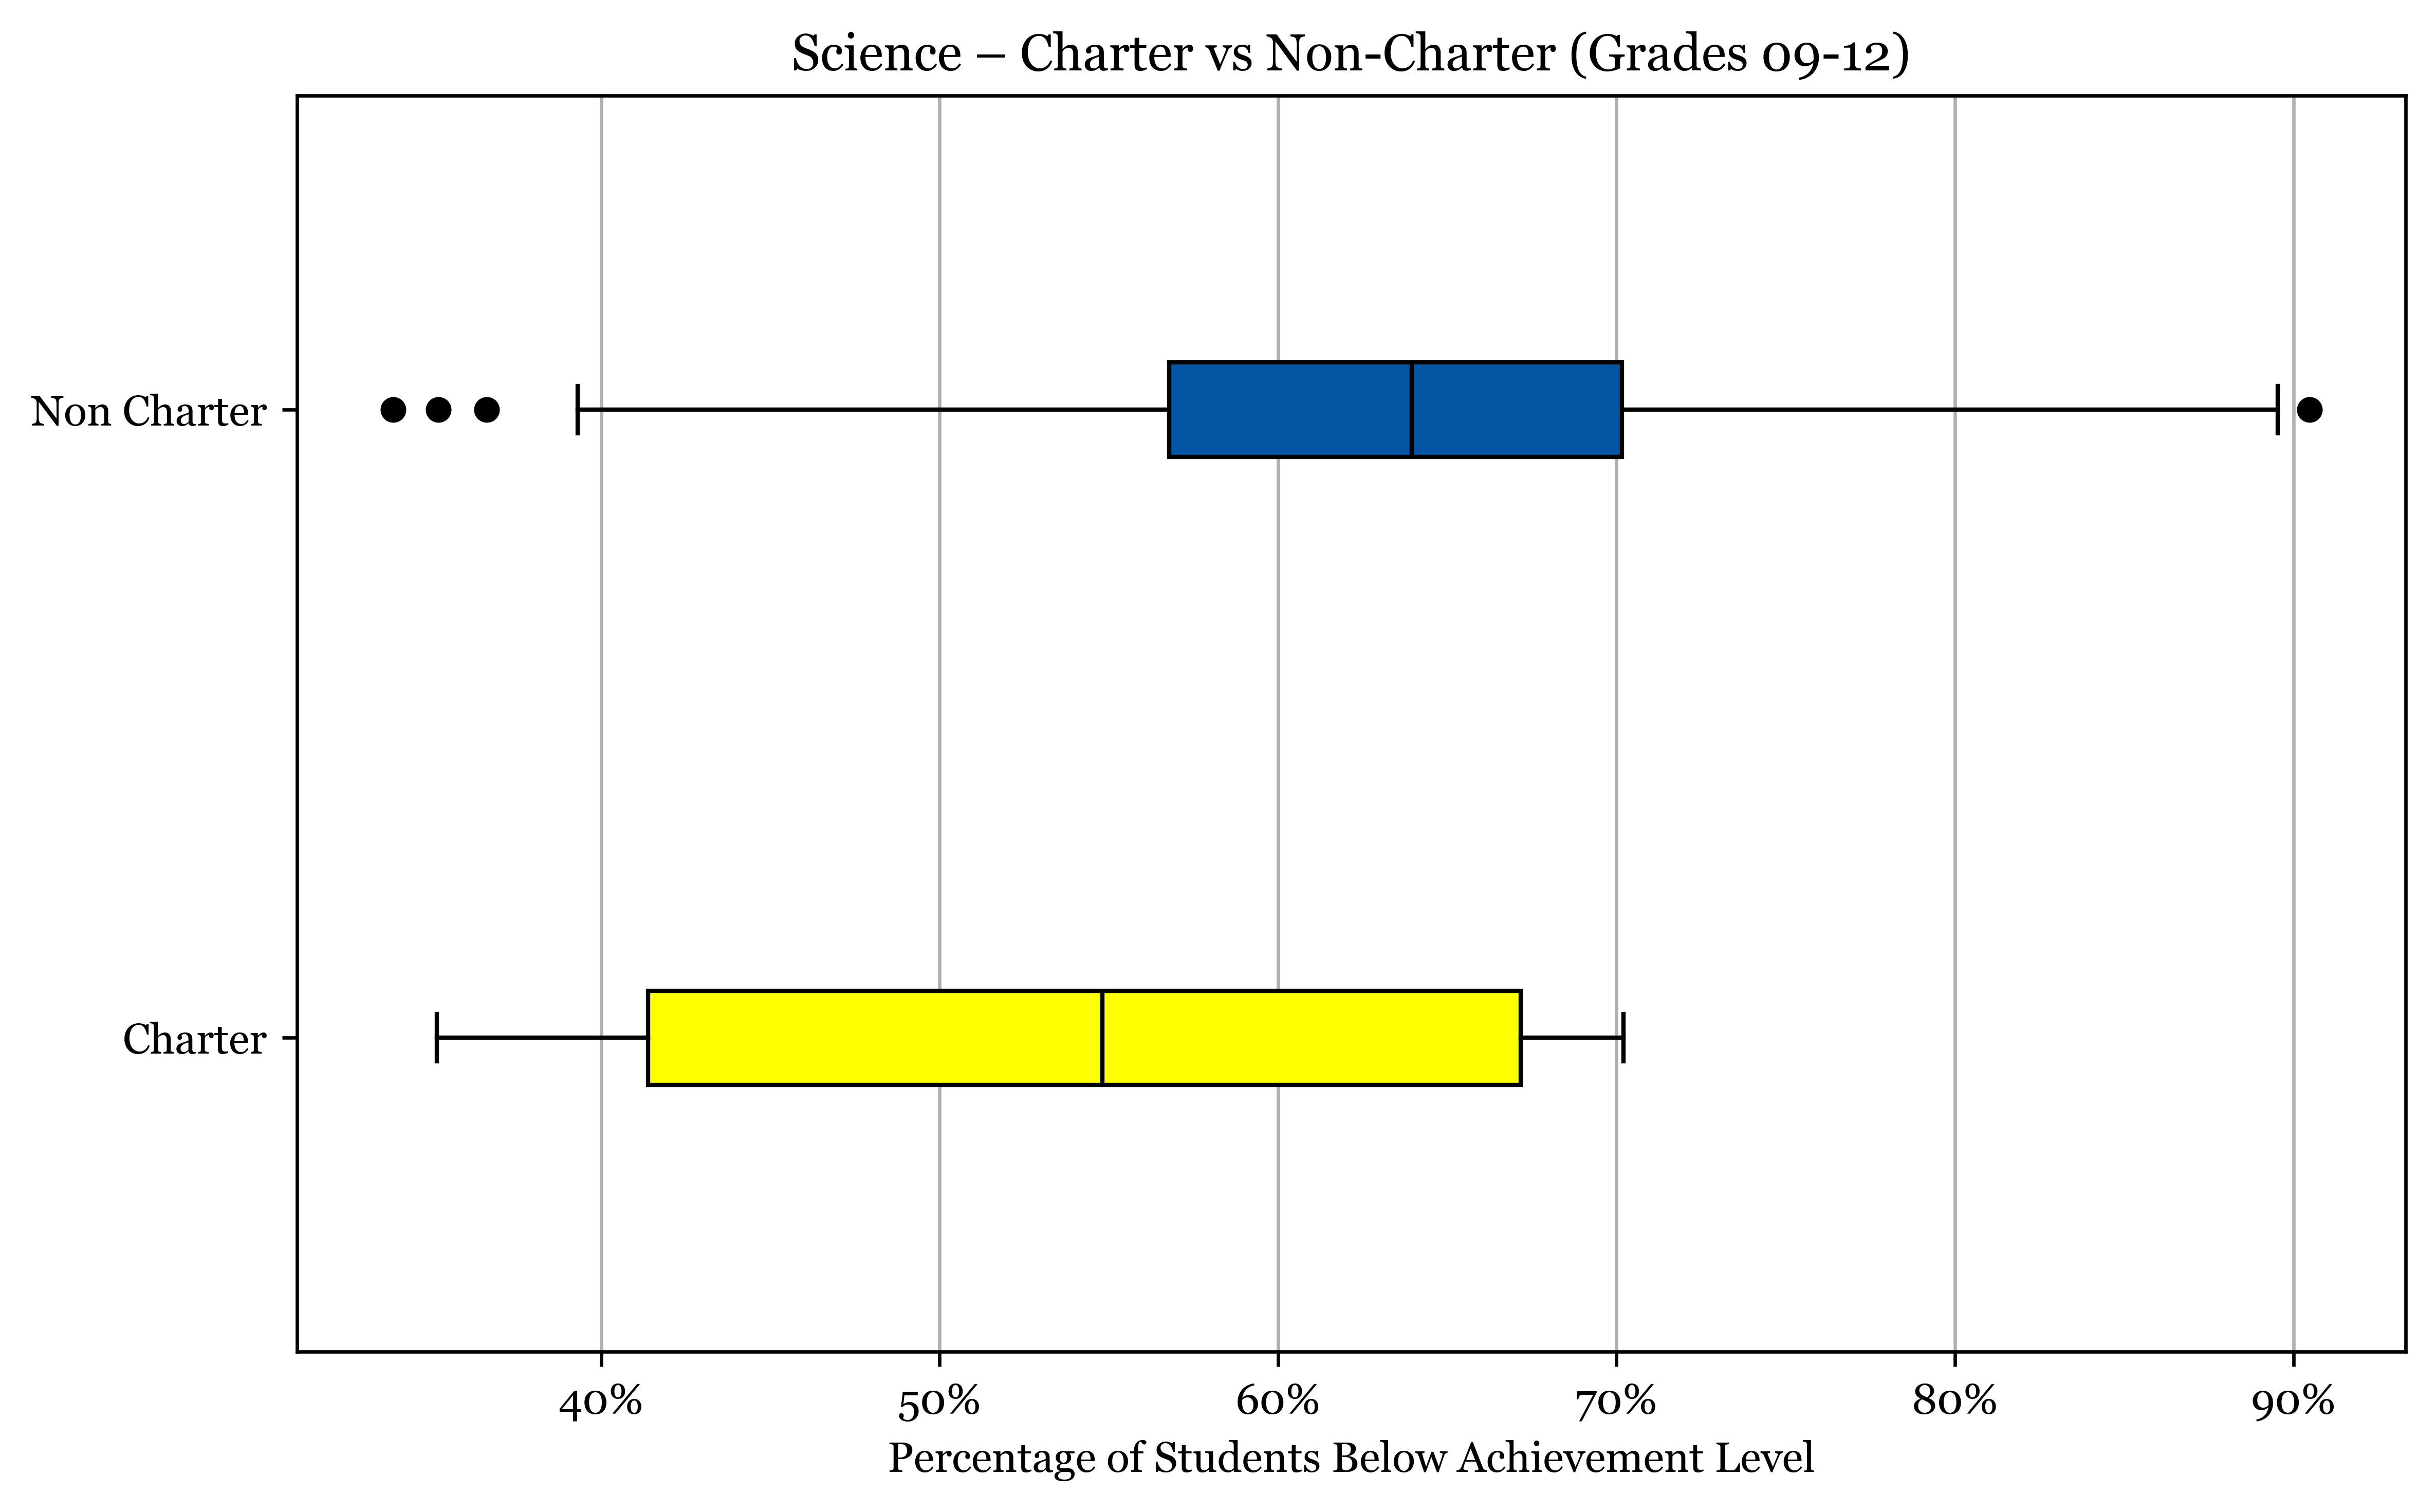 Science – Charter vs Non-Charter (Grades 09-12)
Non Charter
Charter
40% 50% 60% 70% 80% 90%
Percentage of Students Below Achievement Level